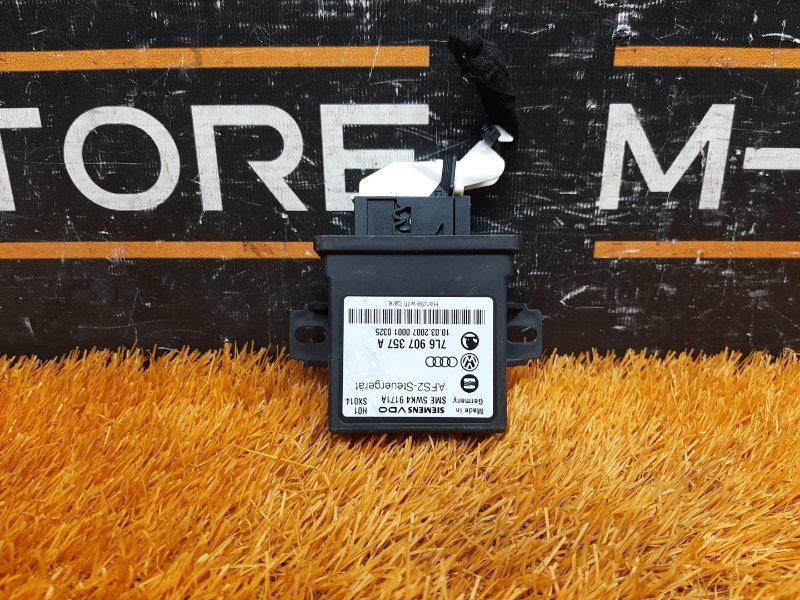 TORE
M-
Made in
Germany
SIEMENS VDO
SME 5WK4 9171A
H01
SX014
AFS2-Steuergerät
7L6 907 357 A
10.03.2007 0001 0325
Handle with care